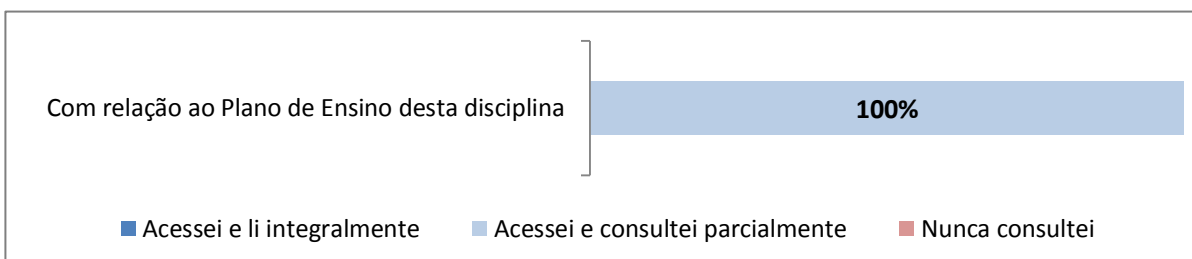 Com relação ao Plano de Ensino desta disciplina 100%
Acessei e li integralmente Acessei e consultei parcialmente Nunca consultei